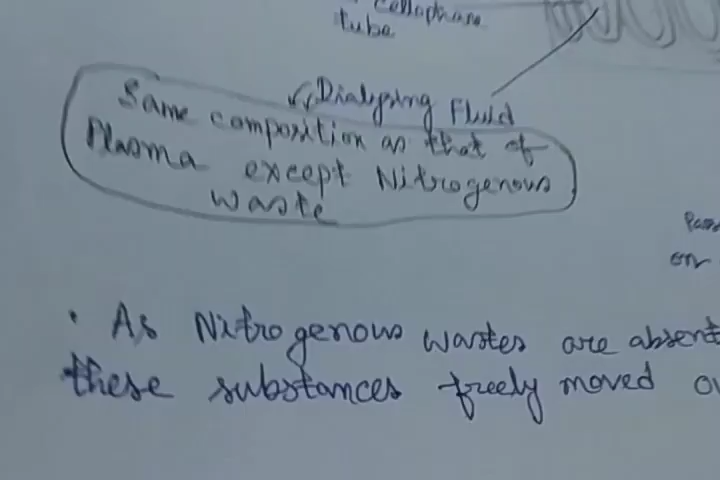 cellophane
tube
Dialysing Fluid
Same composition as that of
Plasma except Nitrogenous
waste
on
• As Nitrogenous wastes are absent
these substances freely moved